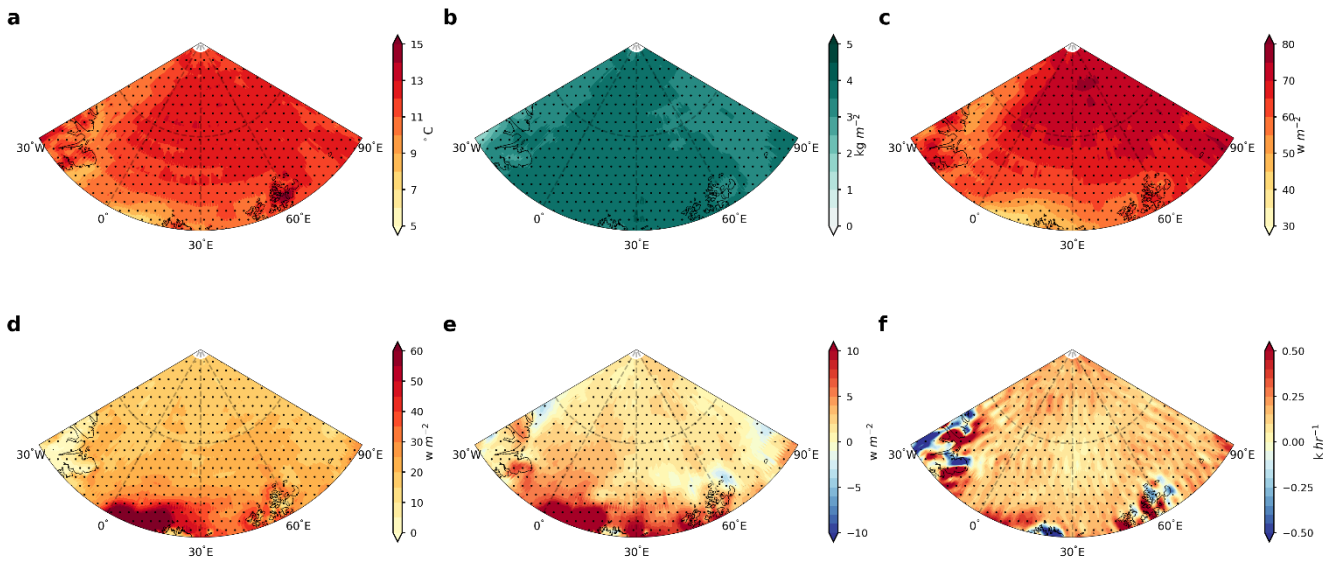 a
15
13
11
9
7
5
° C
30°W
90°E
0°
60°E
30°E
b
5
4
3
2
1
0
kg m⁻²
30°W
90°E
0°
60°E
30°E
c
80
70
60
50
40
30
w m⁻²
30°W
90°E
0°
60°E
30°E
d
60
50
40
30
20
10
0
w m⁻²
30°W
90°E
0°
60°E
30°E
e
10
5
0
−5
−10
w m⁻²
30°W
90°E
0°
60°E
30°E
f
0.50
0.25
0.00
−0.25
−0.50
k hr⁻¹
30°W
90°E
0°
60°E
30°E